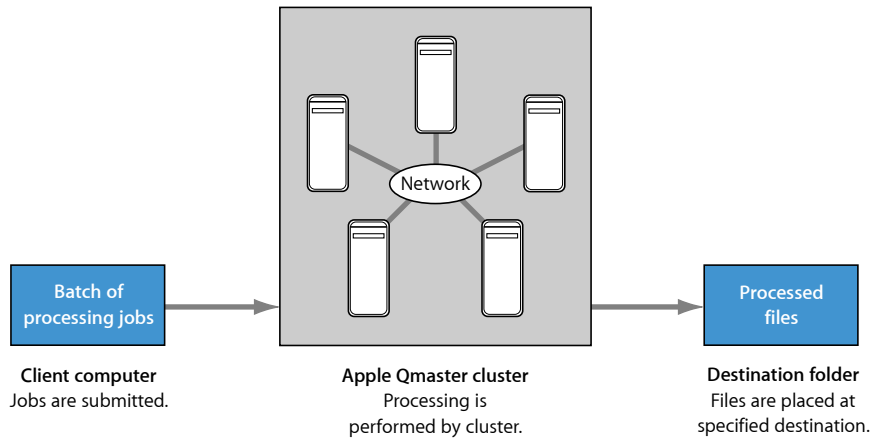 Network
Batch of
processing jobs
Processed
files
Client computer
Jobs are submitted.
Apple Qmaster cluster
Processing is
performed by cluster.
Destination folder
Files are placed at
specified destination.